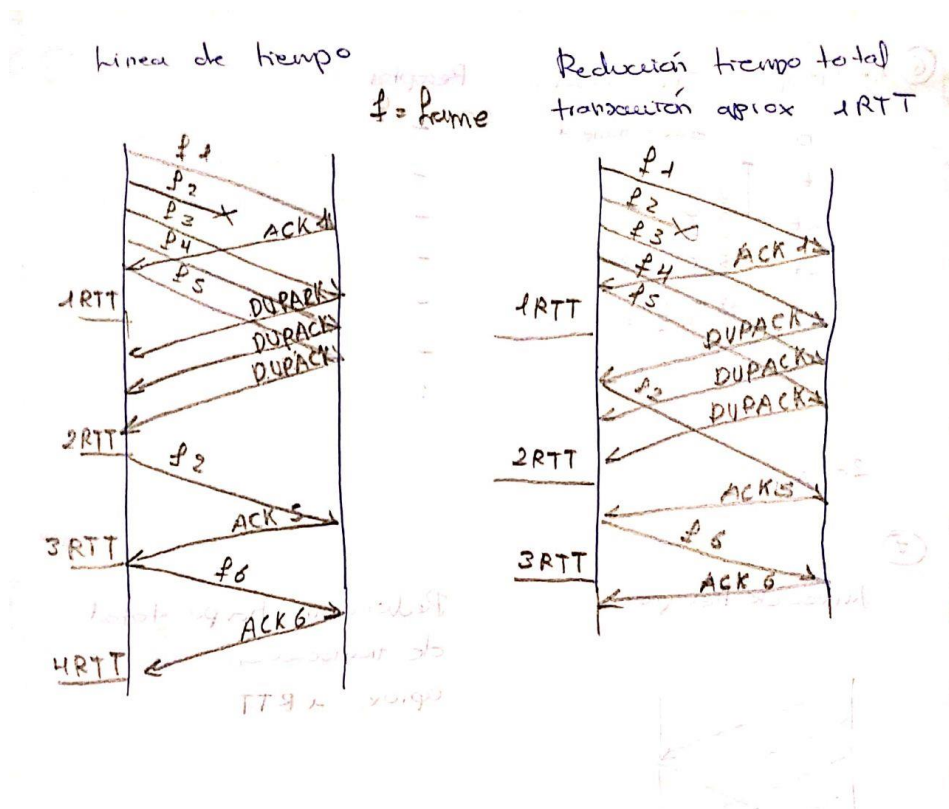 Linea de tiempo
f = frame
f1
f2
f3
ACK 1
f4
f5
1RTT
DUPACK
DUPACK
DUPACK
2RTT
f2
ACK 5
3RTT
f6
ACK 6
4RTT
Reducción tiempo total
transacción aprox 1RTT
f1
f2
f3
ACK 1
f4
f5
1RTT
DUPACK
f2
DUPACK
DUPACK
2RTT
ACK5
f6
3RTT
ACK 6